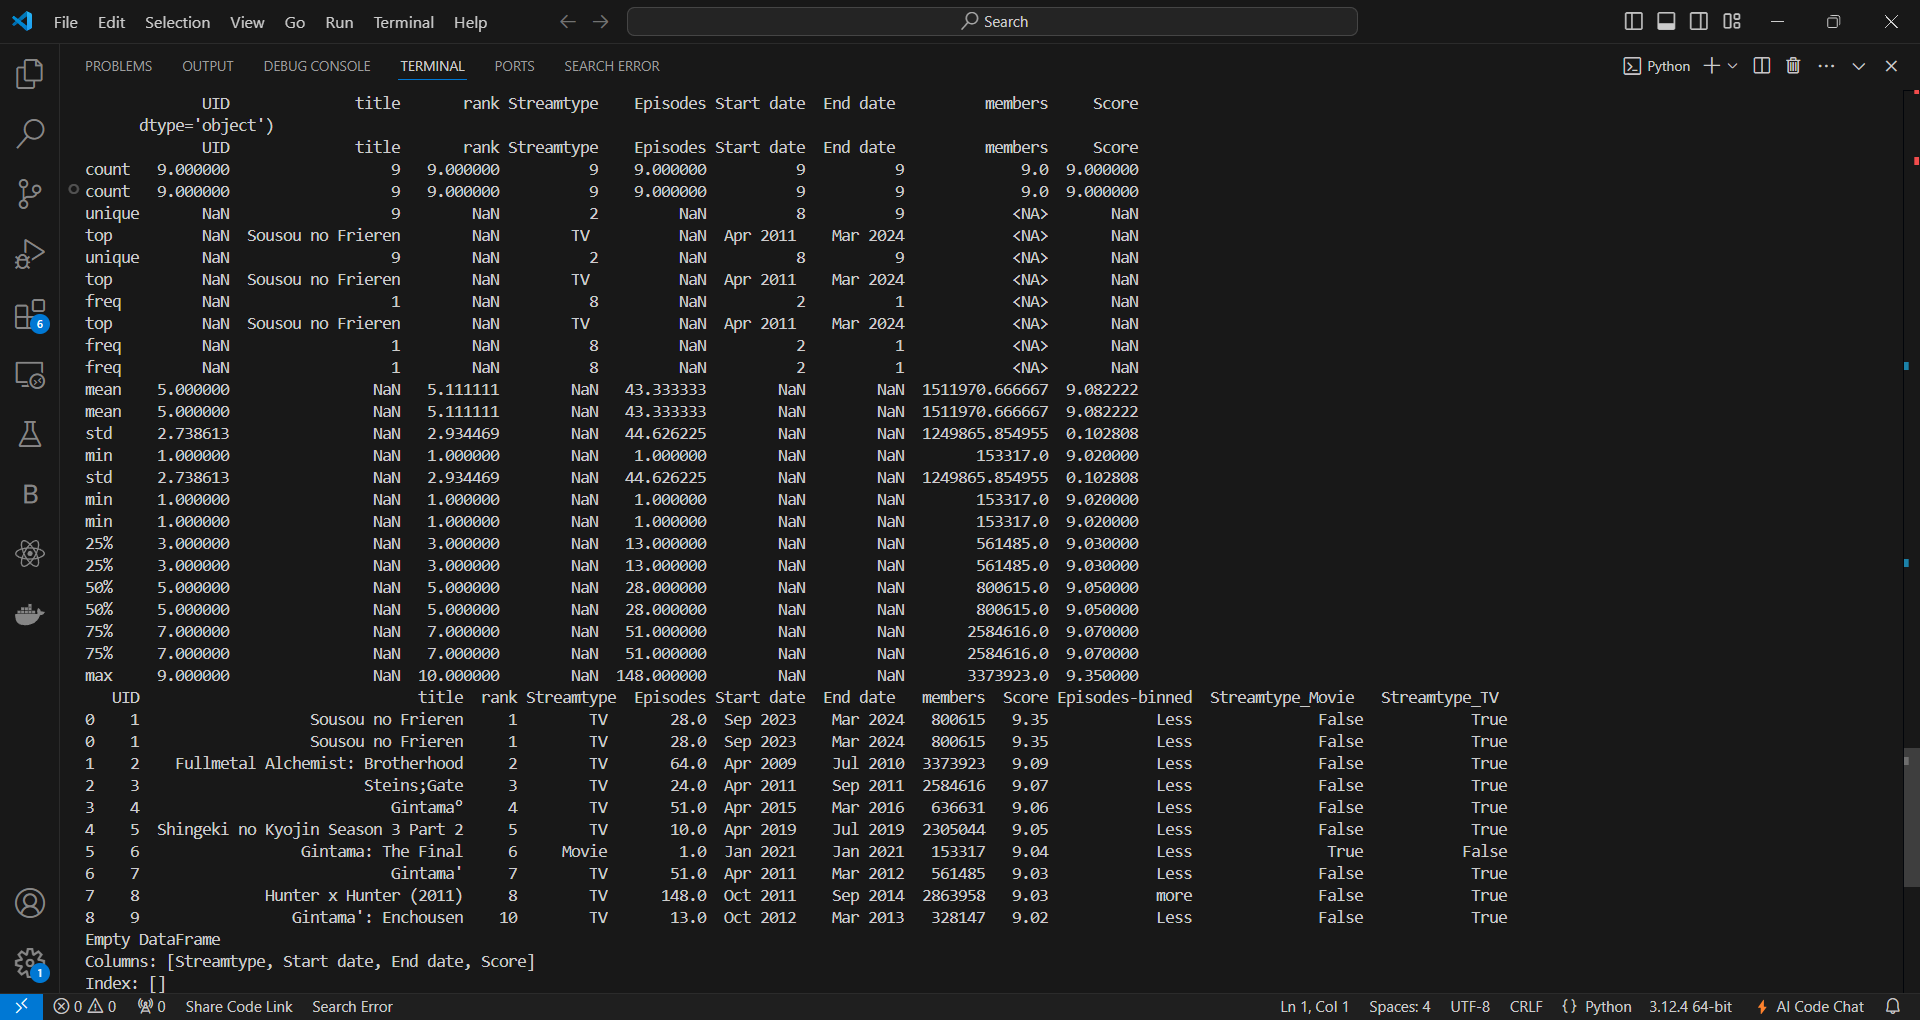 File Edit Selection View Go Run Terminal Help Search
PROBLEMS OUTPUT DEBUG CONSOLE TERMINAL PORTS SEARCH ERROR Python
UID title rank Streamtype Episodes Start date End date members Score
dtype='object')
UID title rank Streamtype Episodes Start date End date members Score
count 9.000000 9 9.000000 9 9.000000 9 9 9.0 9.000000
count 9.000000 9 9.000000 9 9.000000 9 9 9.0 9.000000
unique NaN 9 NaN 2 NaN 8 9 <NA> NaN
top NaN Sousou no Frieren NaN TV NaN Apr 2011 Mar 2024 <NA> NaN
unique NaN 9 NaN 2 NaN 8 9 <NA> NaN
top NaN Sousou no Frieren NaN TV NaN Apr 2011 Mar 2024 <NA> NaN
freq NaN 1 NaN 8 NaN 2 1 <NA> NaN
top NaN Sousou no Frieren NaN TV NaN Apr 2011 Mar 2024 <NA> NaN
freq NaN 1 NaN 8 NaN 2 1 <NA> NaN
freq NaN 1 NaN 8 NaN 2 1 <NA> NaN
mean 5.000000 NaN 5.111111 NaN 43.333333 NaN NaN 1511970.666667 9.082222
mean 5.000000 NaN 5.111111 NaN 43.333333 NaN NaN 1511970.666667 9.082222
std 2.738613 NaN 2.934469 NaN 44.626225 NaN NaN 1249865.854955 0.102808
min 1.000000 NaN 1.000000 NaN 1.000000 NaN NaN 153317.0 9.020000
std 2.738613 NaN 2.934469 NaN 44.626225 NaN NaN 1249865.854955 0.102808
min 1.000000 NaN 1.000000 NaN 1.000000 NaN NaN 153317.0 9.020000
min 1.000000 NaN 1.000000 NaN 1.000000 NaN NaN 153317.0 9.020000
25% 3.000000 NaN 3.000000 NaN 13.000000 NaN NaN 561485.0 9.030000
25% 3.000000 NaN 3.000000 NaN 13.000000 NaN NaN 561485.0 9.030000
50% 5.000000 NaN 5.000000 NaN 28.000000 NaN NaN 800615.0 9.050000
50% 5.000000 NaN 5.000000 NaN 28.000000 NaN NaN 800615.0 9.050000
75% 7.000000 NaN 7.000000 NaN 51.000000 NaN NaN 2584616.0 9.070000
75% 7.000000 NaN 7.000000 NaN 51.000000 NaN NaN 2584616.0 9.070000
max 9.000000 NaN 10.000000 NaN 148.000000 NaN NaN 3373923.0 9.350000
UID title rank Streamtype Episodes Start date End date members Score Episodes-binned Streamtype_Movie Streamtype_TV
0 1 Sousou no Frieren 1 TV 28.0 Sep 2023 Mar 2024 800615 9.35 Less False True
0 1 Sousou no Frieren 1 TV 28.0 Sep 2023 Mar 2024 800615 9.35 Less False True
1 2 Fullmetal Alchemist: Brotherhood 2 TV 64.0 Apr 2009 Jul 2010 3373923 9.09 Less False True
2 3 Steins;Gate 3 TV 24.0 Apr 2011 Sep 2011 2584616 9.07 Less False True
3 4 Gintama° 4 TV 51.0 Apr 2015 Mar 2016 636631 9.06 Less False True
4 5 Shingeki no Kyojin Season 3 Part 2 5 TV 10.0 Apr 2019 Jul 2019 2305044 9.05 Less False True
5 6 Gintama: The Final 6 Movie 1.0 Jan 2021 Jan 2021 153317 9.04 Less True False
6 7 Gintama' 7 TV 51.0 Apr 2011 Mar 2012 561485 9.03 Less False True
7 8 Hunter x Hunter (2011) 8 TV 148.0 Oct 2011 Sep 2014 2863958 9.03 more False True
8 9 Gintama': Enchousen 10 TV 13.0 Oct 2012 Mar 2013 328147 9.02 Less False True
Empty DataFrame
Columns: [Streamtype, Start date, End date, Score]
Index: []
6
B
1
0 0 0 Share Code Link Search Error Ln 1, Col 1 Spaces: 4 UTF-8 CRLF {} Python 3.12.4 64-bit AI Code Chat